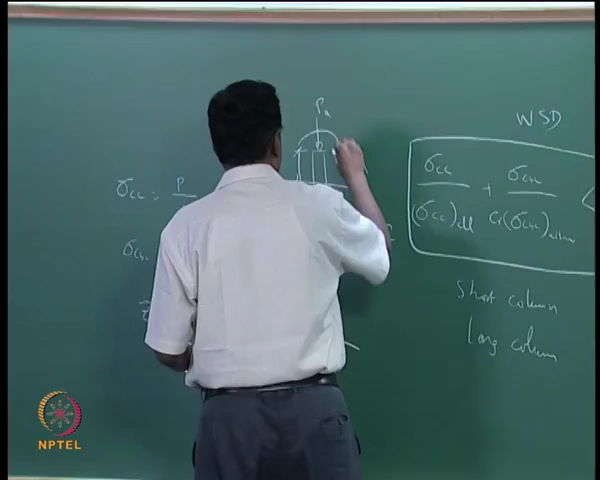 WSD
Pa
σcc = P
σcc
(σcc)all
+
Cr(σcbc)allow
σcbc
Short column
Long column
NPTEL